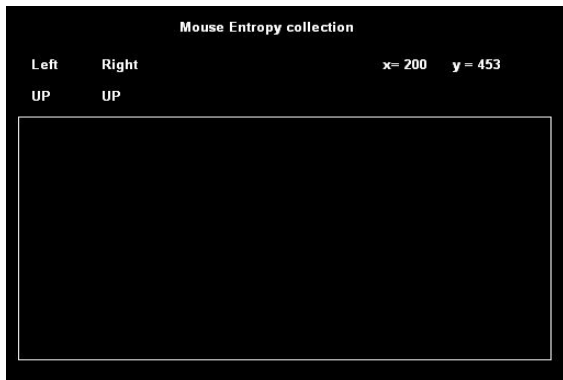 Mouse Entropy collection
Left Right x= 200 y = 453
UP UP